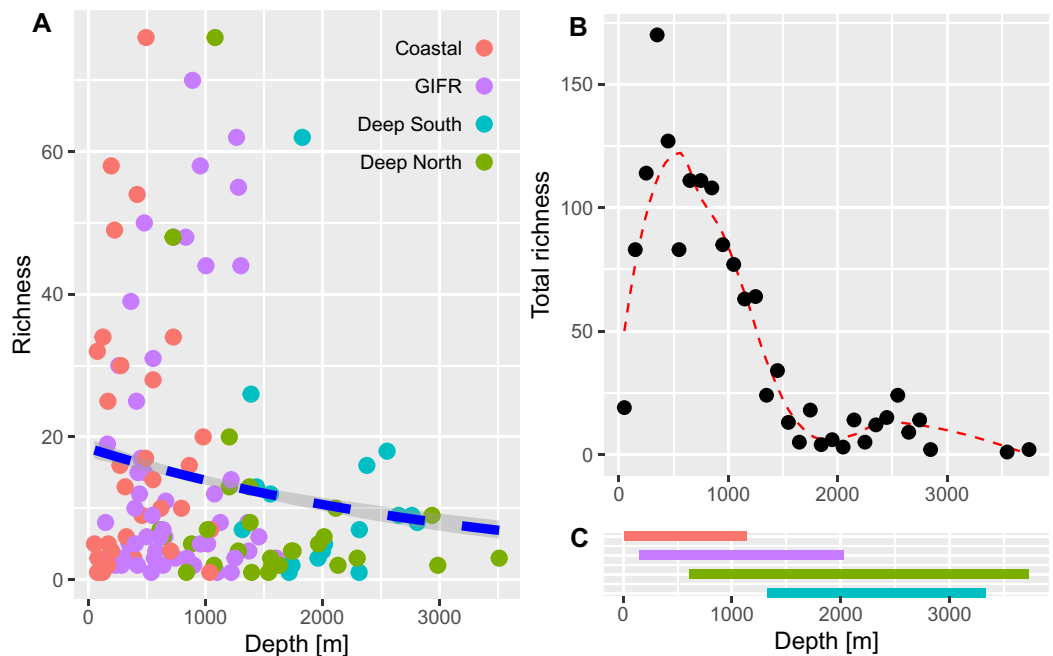 A
Coastal
GIFR
Deep South
Deep North
Richness
60
40
20
0
0 1000 2000 3000
Depth [m]
B
Total richness
150
100
50
0
0 1000 2000 3000
C
0 1000 2000 3000
Depth [m]